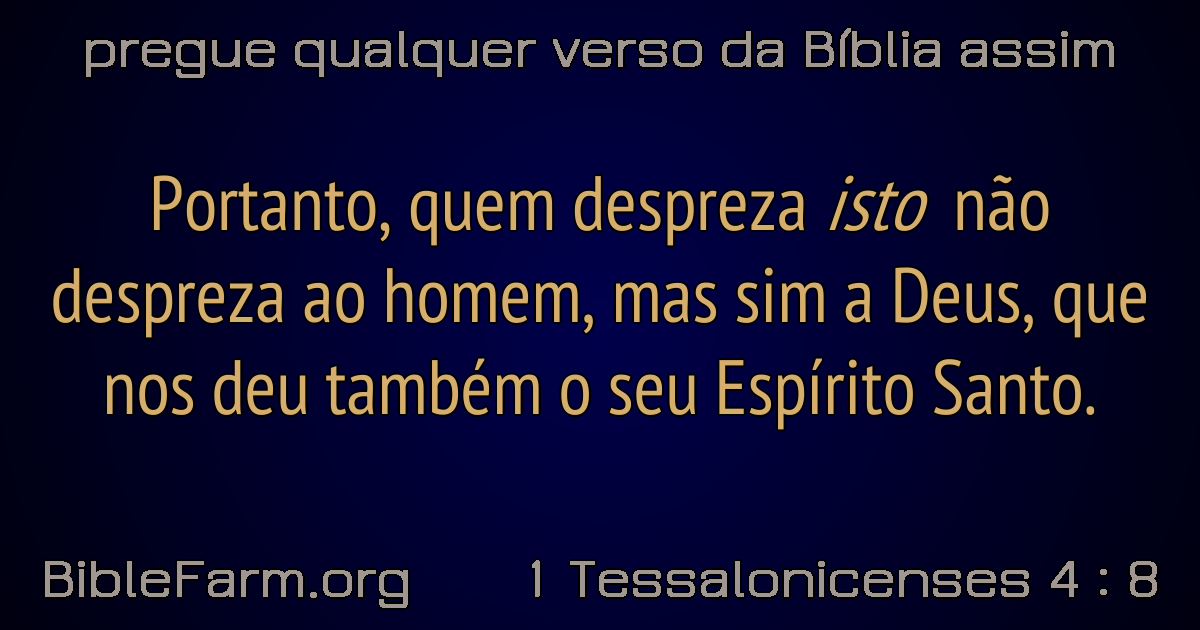 pregue qualquer verso da Bíblia assim
Portanto, quem despreza isto não
despreza ao homem, mas sim a Deus, que
nos deu também o seu Espírito Santo.
BibleFarm.org 1 Tessalonicenses 4 : 8